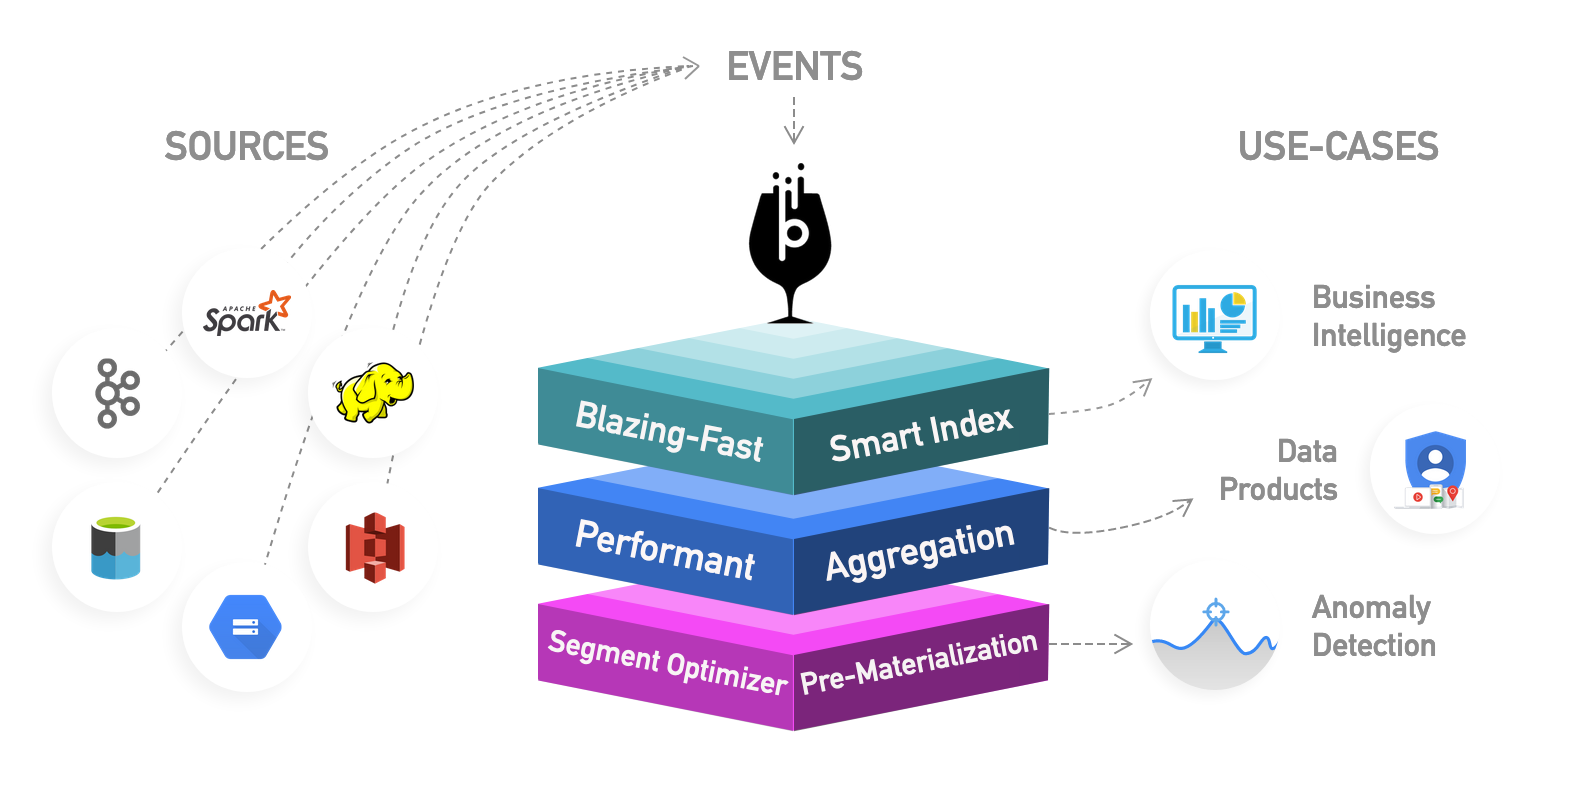 EVENTS
SOURCES
USE-CASES
APACHE
Spark™
Business
Intelligence
Blazing-Fast
Smart Index
Data
Products
Performant
Aggregation
Segment Optimizer
Pre-Materialization
Anomaly
Detection